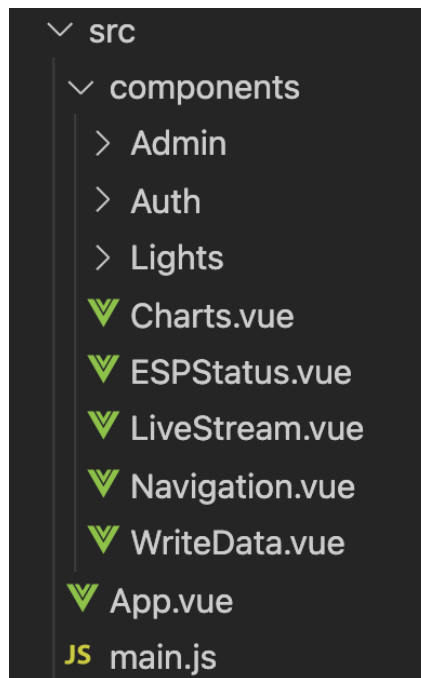 src
components
Admin
Auth
Lights
Charts.vue
ESPStatus.vue
LiveStream.vue
Navigation.vue
WriteData.vue
App.vue
JS main.js